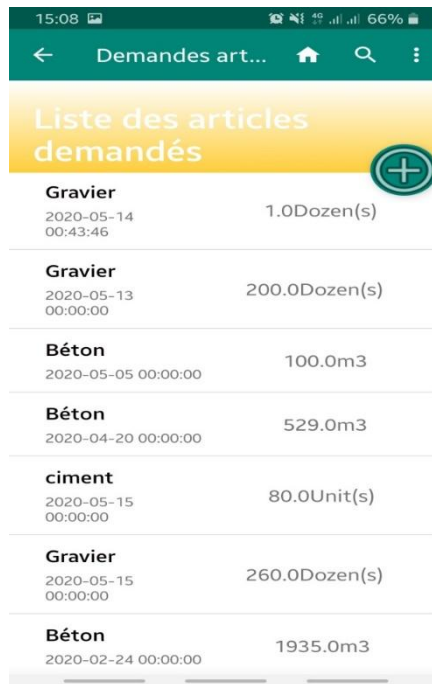 15:08 4G 66%
Demandes art...
Liste des articles
demandés
Gravier
2020-05-14
00:43:46
1.0Dozen(s)
Gravier
2020-05-13
00:00:00
200.0Dozen(s)
Béton
2020-05-05 00:00:00
100.0m3
Béton
2020-04-20 00:00:00
529.0m3
ciment
2020-05-15
00:00:00
80.0Unit(s)
Gravier
2020-05-15
00:00:00
260.0Dozen(s)
Béton
2020-02-24 00:00:00
1935.0m3